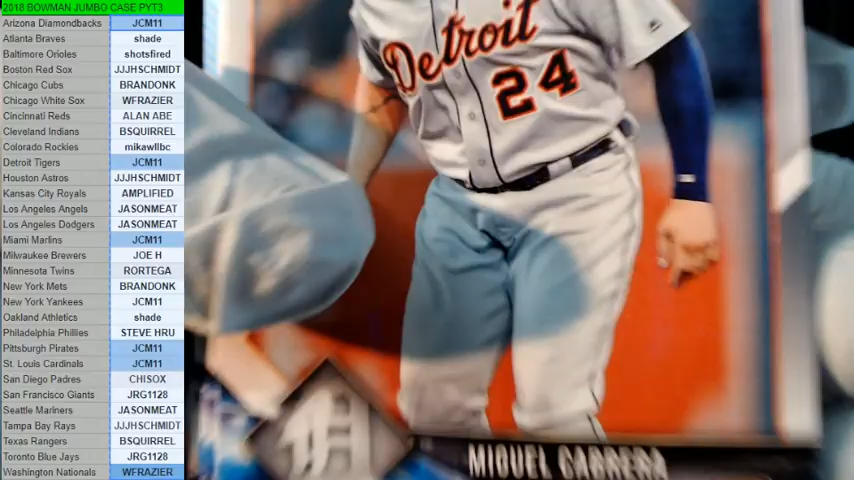 2018 BOWMAN JUMBO CASE PYT3
Arizona Diamondbacks JCM11
Atlanta Braves shade
Baltimore Orioles shotsfired
Boston Red Sox JJJHSCHMIDT
Chicago Cubs BRANDONK
Chicago White Sox WFRAZIER
Cincinnati Reds ALAN ABE
Cleveland Indians BSQUIRREL
Colorado Rockies mikawllbc
Detroit Tigers JCM11
Houston Astros JJJHSCHMIDT
Kansas City Royals AMPLIFIED
Los Angeles Angels JASONMEAT
Los Angeles Dodgers JASONMEAT
Miami Marlins JCM11
Milwaukee Brewers JOE H
Minnesota Twins RORTEGA
New York Mets BRANDONK
New York Yankees JCM11
Oakland Athletics shade
Philadelphia Phillies STEVE HRU
Pittsburgh Pirates JCM11
St. Louis Cardinals JCM11
San Diego Padres CHISOX
San Francisco Giants JRG1128
Seattle Mariners JASONMEAT
Tampa Bay Rays JJJHSCHMIDT
Texas Rangers BSQUIRREL
Toronto Blue Jays JRG1128
Washington Nationals WFRAZIER
Detroit
24
MIGUEL CABRERA